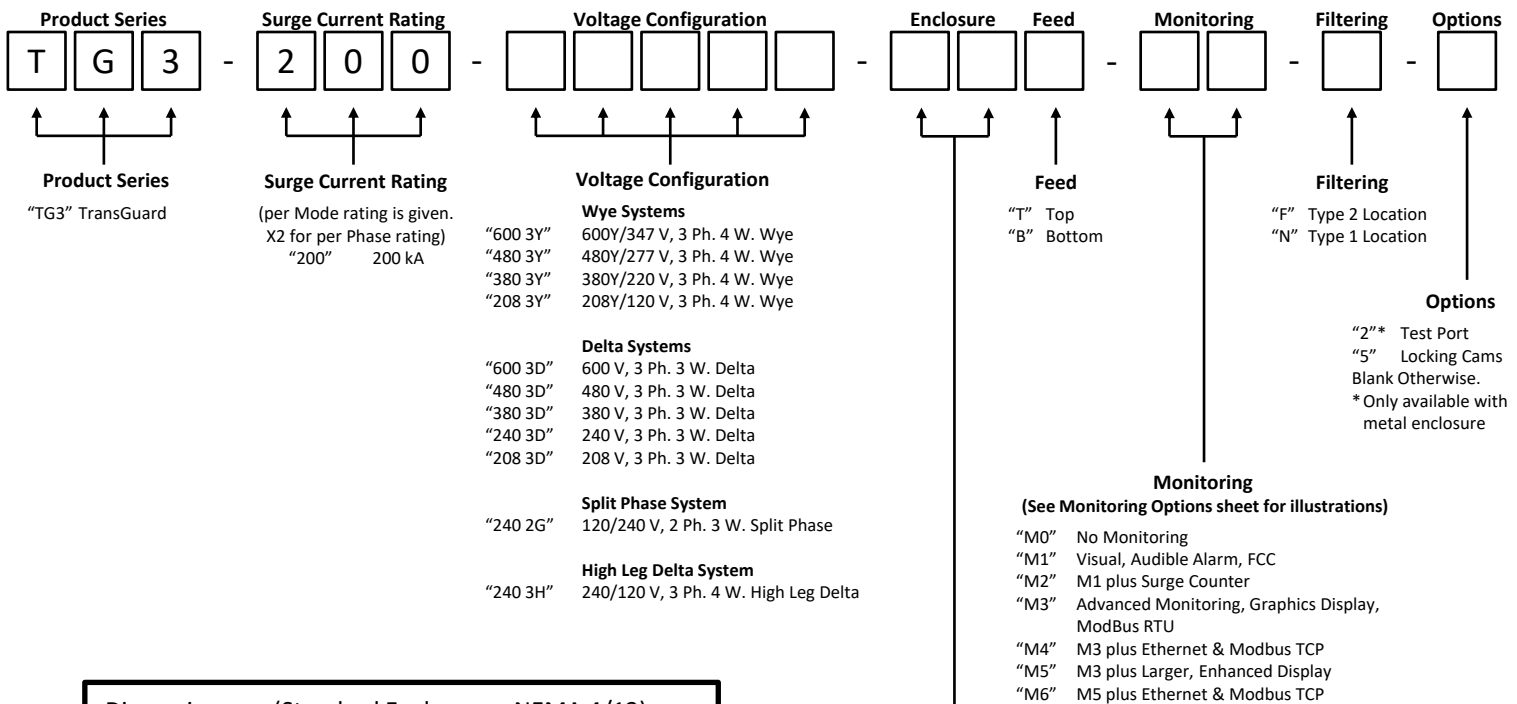 Product Series Surge Current Rating Voltage Configuration Enclosure Feed Monitoring Filtering Options
T G 3 - 2 0 0 - - - - -
Product Series
“TG3” TransGuard
Surge Current Rating
(per Mode rating is given.
X2 for per Phase rating)
“200” 200 kA
Voltage Configuration
Wye Systems
“600 3Y” 600Y/347 V, 3 Ph. 4 W. Wye
“480 3Y” 480Y/277 V, 3 Ph. 4 W. Wye
“380 3Y” 380Y/220 V, 3 Ph. 4 W. Wye
“208 3Y” 208Y/120 V, 3 Ph. 4 W. Wye
Delta Systems
“600 3D” 600 V, 3 Ph. 3 W. Delta
“480 3D” 480 V, 3 Ph. 3 W. Delta
“380 3D” 380 V, 3 Ph. 3 W. Delta
“240 3D” 240 V, 3 Ph. 3 W. Delta
“208 3D” 208 V, 3 Ph. 3 W. Delta
Split Phase System
“240 2G” 120/240 V, 2 Ph. 3 W. Split Phase
High Leg Delta System
“240 3H” 240/120 V, 3 Ph. 4 W. High Leg Delta
Feed
“T” Top
“B” Bottom
Filtering
“F” Type 2 Location
“N” Type 1 Location
Options
“2”* Test Port
“5” Locking Cams
Blank Otherwise.
* Only available with
metal enclosure
Monitoring
(See Monitoring Options sheet for illustrations)
“M0” No Monitoring
“M1” Visual, Audible Alarm, FCC
“M2” M1 plus Surge Counter
“M3” Advanced Monitoring, Graphics Display,
ModBus RTU
“M4” M3 plus Ethernet & Modbus TCP
“M5” M3 plus Larger, Enhanced Display
“M6” M5 plus Ethernet & Modbus TCP